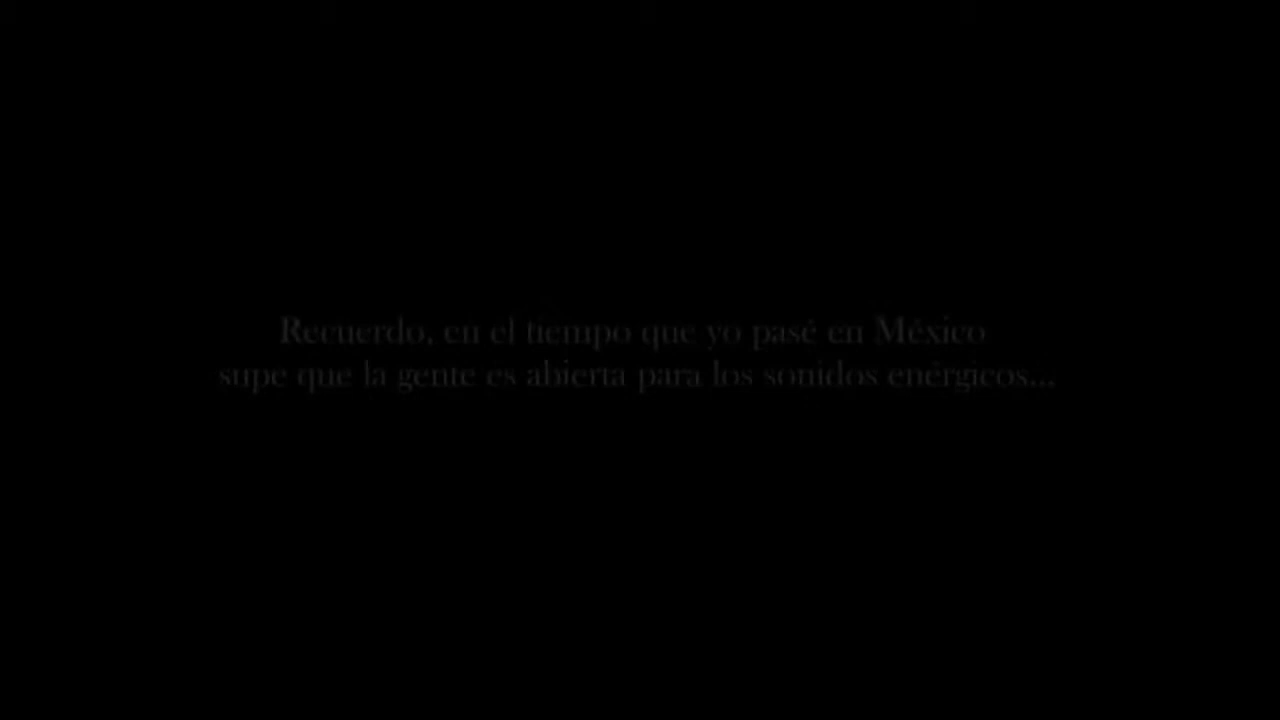 Recuerdo, en el tiempo que yo pasé en México
supe que la gente es abierta para los sonidos enérgicos...